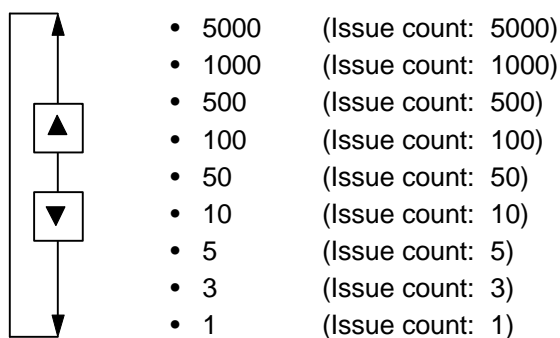 • 5000 (Issue count: 5000)
• 1000 (Issue count: 1000)
• 500 (Issue count: 500)
• 100 (Issue count: 100)
• 50 (Issue count: 50)
• 10 (Issue count: 10)
• 5 (Issue count: 5)
• 3 (Issue count: 3)
• 1 (Issue count: 1)